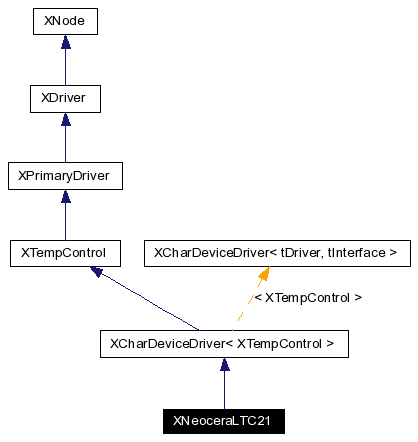 XNode
XDriver
XPrimaryDriver
XTempControl
XCharDeviceDriver< tDriver, tInterface >
< XTempControl >
XCharDeviceDriver< XTempControl >
XNeoceraLTC21